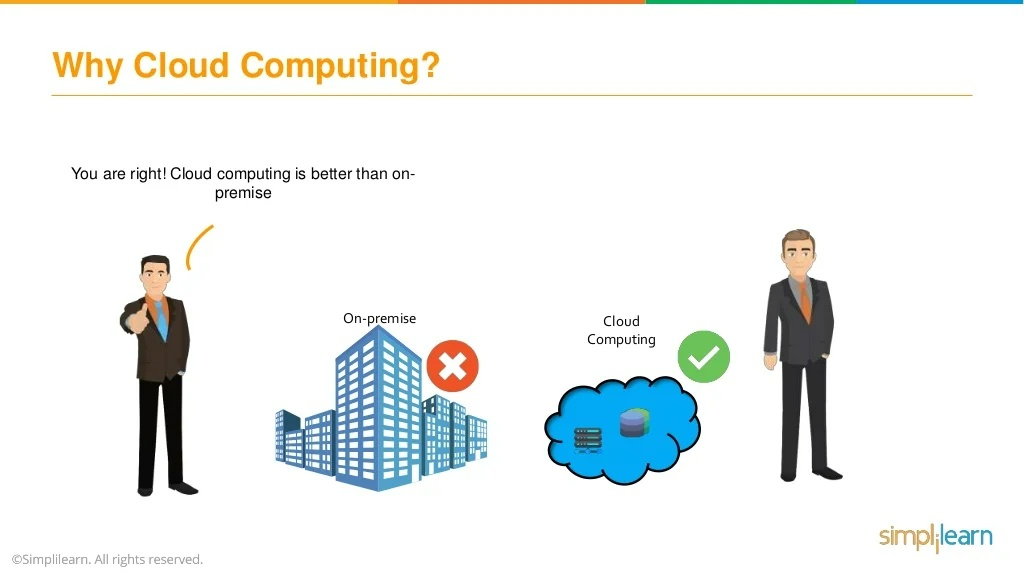 Why Cloud Computing?
You are right! Cloud computing is better than on-
premise
On-premise
Cloud
Computing
simplilearn
©Simplilearn. All rights reserved.